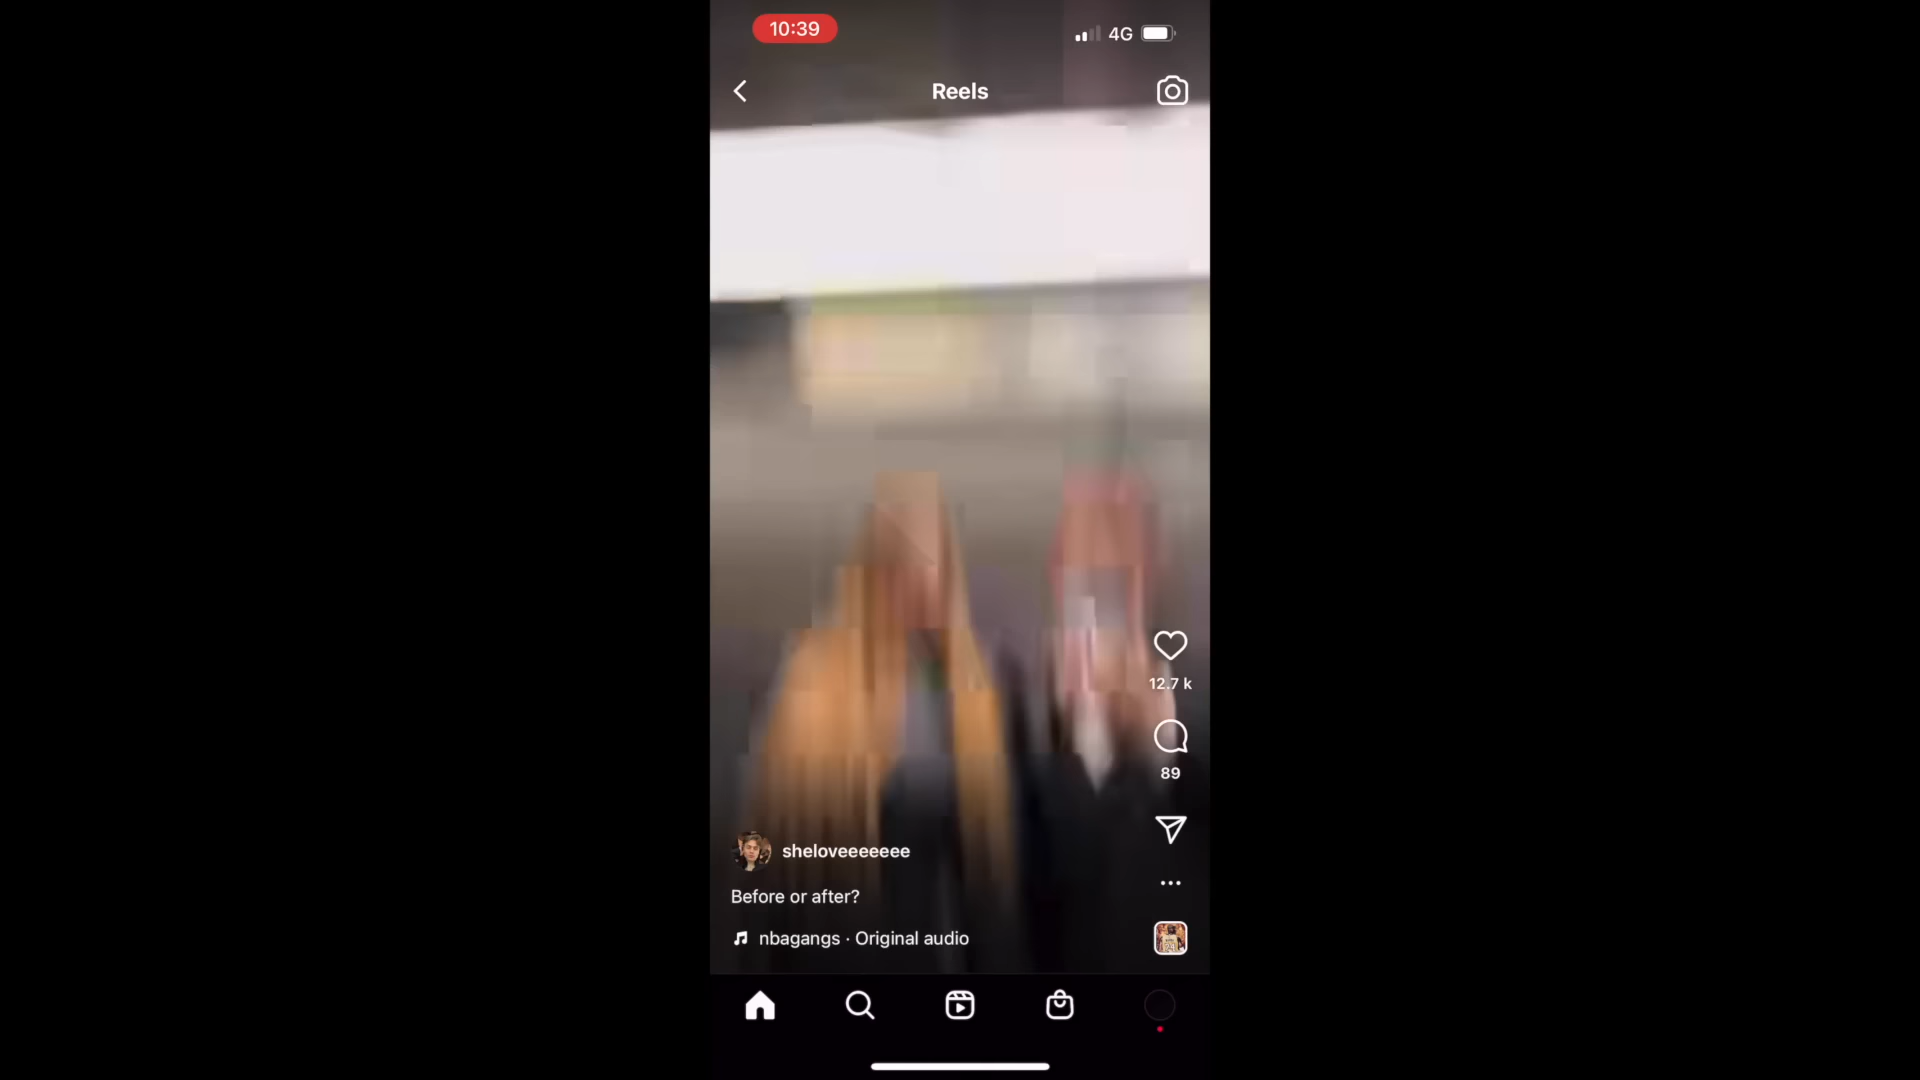 10:39
4G
Reels
12.7 k
89
sheloveeeeeee
Before or after?
nbagangs · Original audio